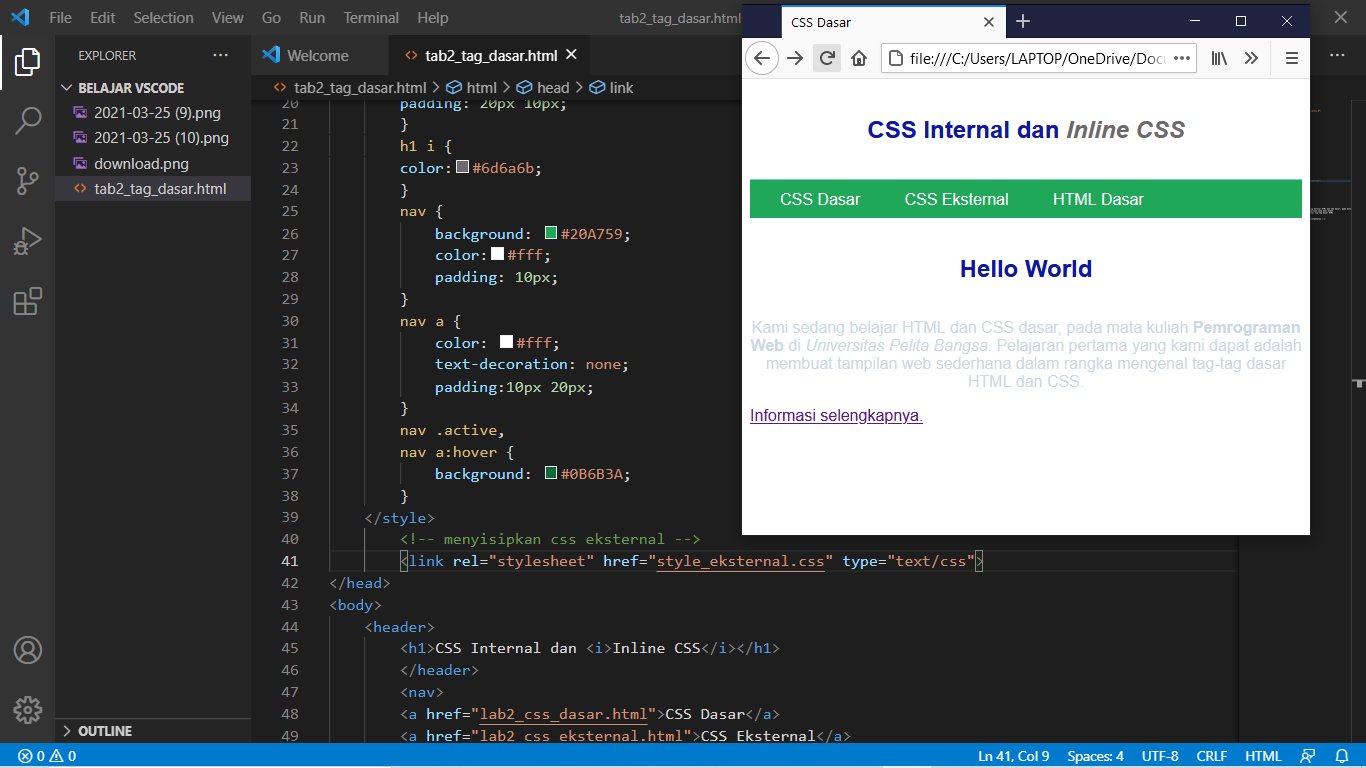 File Edit Selection View Go Run Terminal Help
tab2_tag_dasar.html
EXPLORER
BELAJAR VSCODE
2021-03-25 (9).png
2021-03-25 (10).png
download.png
tab2_tag_dasar.html
OUTLINE
Welcome
tab2_tag_dasar.html
tab2_tag_dasar.html > html > head > link
20 padding: 20px 10px;
21 }
22 h1 i {
23 color: #6d6a6b;
24 }
25 nav {
26 background: #20A759;
27 color: #fff;
28 padding: 10px;
29 }
30 nav a {
31 color: #fff;
32 text-decoration: none;
33 padding:10px 20px;
34 }
35 nav .active,
36 nav a:hover {
37 background: #0B6B3A;
38 }
39 </style>
40 <!-- menyisipkan css eksternal -->
41 <link rel="stylesheet" href="style_eksternal.css" type="text/css">
42 </head>
43 <body>
44 <header>
45 <h1>CSS Internal dan <i>Inline CSS</i></h1>
46 </header>
47 <nav>
48 <a href="lab2_css_dasar.html">CSS Dasar</a>
49 <a href="lab2_css_eksternal.html">CSS Eksternal</a>
CSS Dasar
file:///C:/Users/LAPTOP/OneDrive/Docu
CSS Internal dan Inline CSS
CSS Dasar CSS Eksternal HTML Dasar
Hello World
Kami sedang belajar HTML dan CSS dasar, pada mata kuliah Pemrograman
Web di Universitas Pelita Bangsa. Pelajaran pertama yang kami dapat adalah
membuat tampilan web sederhana dalam rangka mengenal tag-tag dasar
HTML dan CSS.
Informasi selengkapnya.
0 0
Ln 41, Col 9 Spaces: 4 UTF-8 CRLF HTML